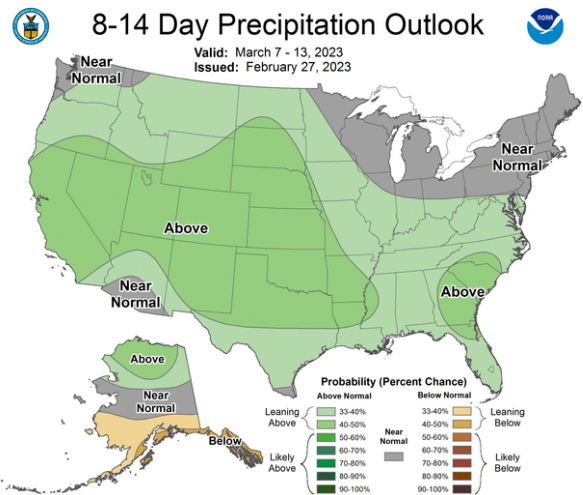 8-14 Day Precipitation Outlook
NOAA
Valid: March 7 - 13, 2023
Issued: February 27, 2023
Near
Normal
Near
Normal
Above
Near
Normal
Above
Above
Near
Normal
Below
Probability (Percent Chance)
Above Normal
Below Normal
Leaning
Above
33-40%
40-50%
50-60%
60-70%
70-80%
80-90%
90-100%
Likely
Above
Near
Normal
33-40%
40-50%
50-60%
60-70%
70-80%
80-90%
90-100%
Leaning
Below
Likely
Below